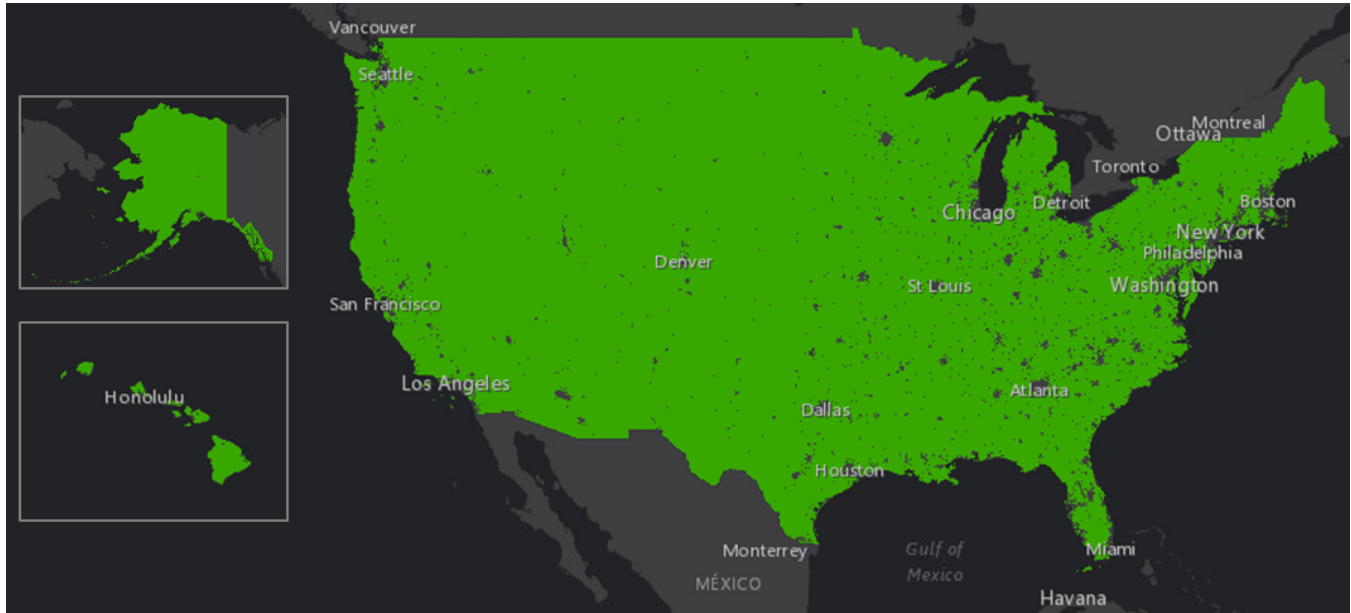 Vancouver
Seattle
Montreal
Ottawa
Toronto
Boston
Detroit
Chicago
New York
Philadelphia
Denver
St Louis
Washington
San Francisco
Los Angeles
Atlanta
Honolulu
Dallas
Houston
Monterrey
Gulf of
Mexico
Miami
MÉXICO
Havana